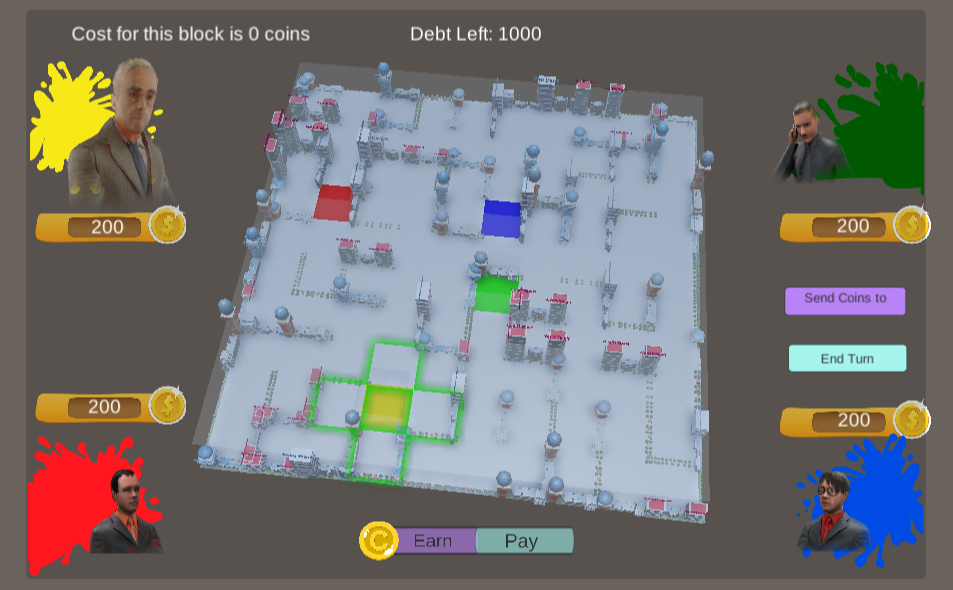 Cost for this block is 0 coins
Debt Left: 1000
200
200
Send Coins to
End Turn
200
200
Earn
Pay